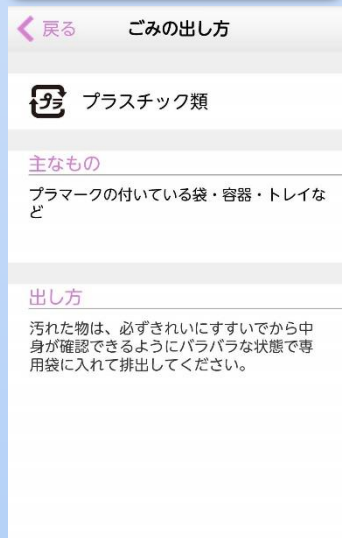 戻る ごみの出し方
プラ プラスチック類
主なもの
プラマークの付いている袋・容器・トレイな
ど
出し方
汚れた物は、必ずきれいにすすいでから中
身が確認できるようにバラバラな状態で専
用袋に入れて排出してください。